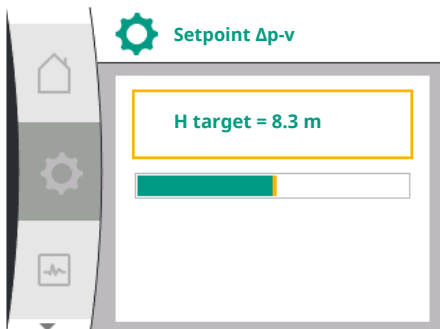 Setpoint Δp-v
H target = 8.3 m